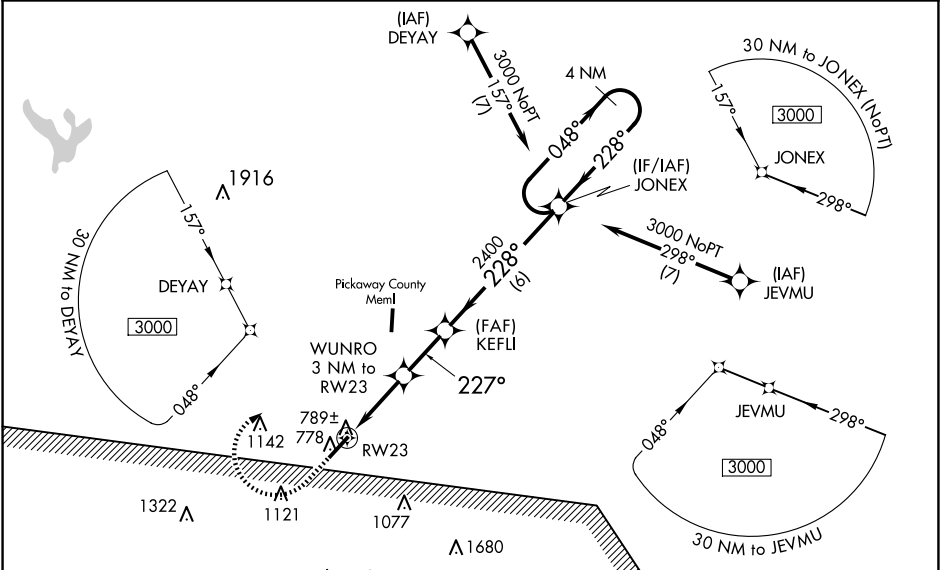 (IAF)
DEYAY
3000 NoPT
157°
(7)
4 NM
048°
228°
(IF/IAF)
JONEX
30 NM to JONEX (NoPT)
157°
3000
JONEX
298°
1916
157°
30 NM to DEYAY
DEYAY
3000
048°
3000 NoPT
298°
(7)
(IAF)
JEVMU
2400
228°
(6)
Pickaway County
Meml
(FAF)
KEFLI
WUNRO
3 NM to
RW23
227°
789±
778
RW23
1142
1121
1322
1077
1680
048°
JEVMU
298°
3000
30 NM to JEVMU